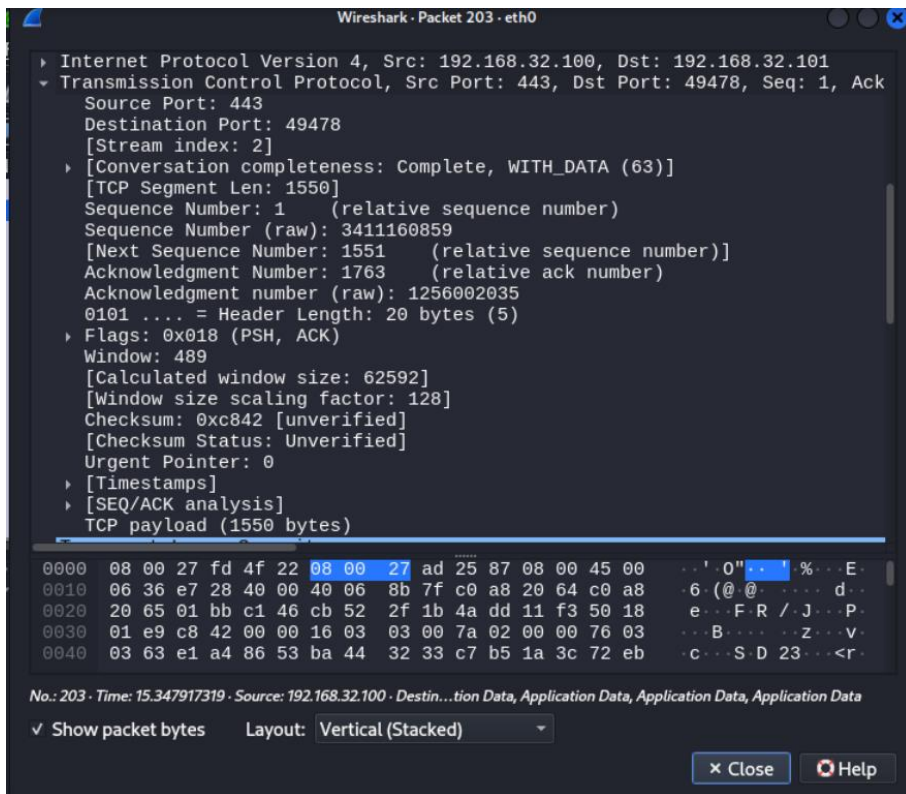 Wireshark · Packet 203 · eth0
Internet Protocol Version 4, Src: 192.168.32.100, Dst: 192.168.32.101
Transmission Control Protocol, Src Port: 443, Dst Port: 49478, Seq: 1, Ack
Source Port: 443
Destination Port: 49478
[Stream index: 2]
[Conversation completeness: Complete, WITH_DATA (63)]
[TCP Segment Len: 1550]
Sequence Number: 1    (relative sequence number)
Sequence Number (raw): 3411160859
[Next Sequence Number: 1551    (relative sequence number)]
Acknowledgment Number: 1763    (relative ack number)
Acknowledgment number (raw): 1256002035
0101 .... = Header Length: 20 bytes (5)
Flags: 0x018 (PSH, ACK)
Window: 489
[Calculated window size: 62592]
[Window size scaling factor: 128]
Checksum: 0xc842 [unverified]
[Checksum Status: Unverified]
Urgent Pointer: 0
[Timestamps]
[SEQ/ACK analysis]
TCP payload (1550 bytes)
0000  08 00 27 fd 4f 22 08 00  27 ad 25 87 08 00 45 00  ··'·O"·· '·%···E·
0010  06 36 e7 28 40 00 40 06  8b 7f c0 a8 20 64 c0 a8  ·6·(@·@· ···· d··
0020  20 65 01 bb c1 46 cb 52  2f 1b 4a dd 11 f3 50 18  e···F·R /·J···P·
0030  01 e9 c8 42 00 00 16 03  03 00 7a 02 00 00 76 03  ···B···· ··z···v·
0040  03 63 e1 a4 86 53 ba 44  32 33 c7 b5 1a 3c 72 eb  ·c···S·D 23···<r·
No.: 203 · Time: 15.347917319 · Source: 192.168.32.100 · Destin…tion Data, Application Data, Application Data, Application Data
Show packet bytes    Layout: Vertical (Stacked)
Close    Help